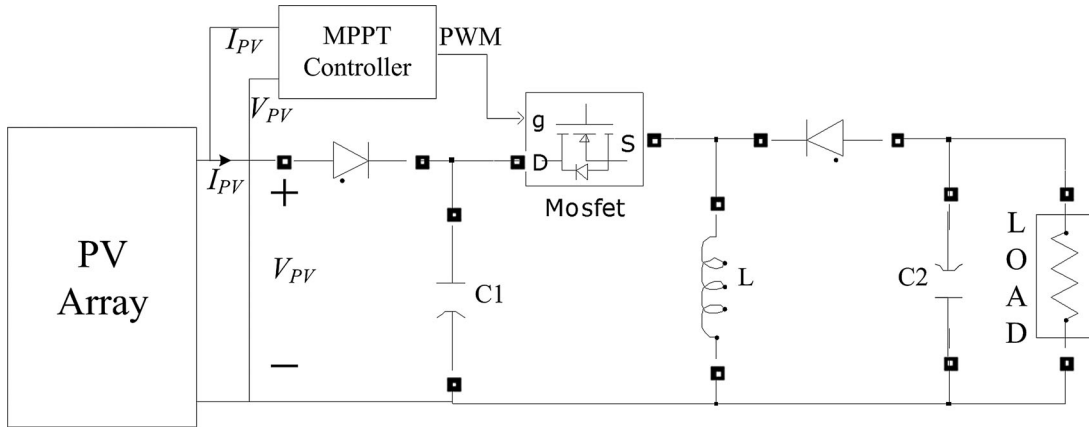 I_PV
MPPT
Controller
PWM
V_PV
g
S
D
I_PV
+
Mosfet
PV
Array
V_PV
C1
L
C2
L
O
A
D
−